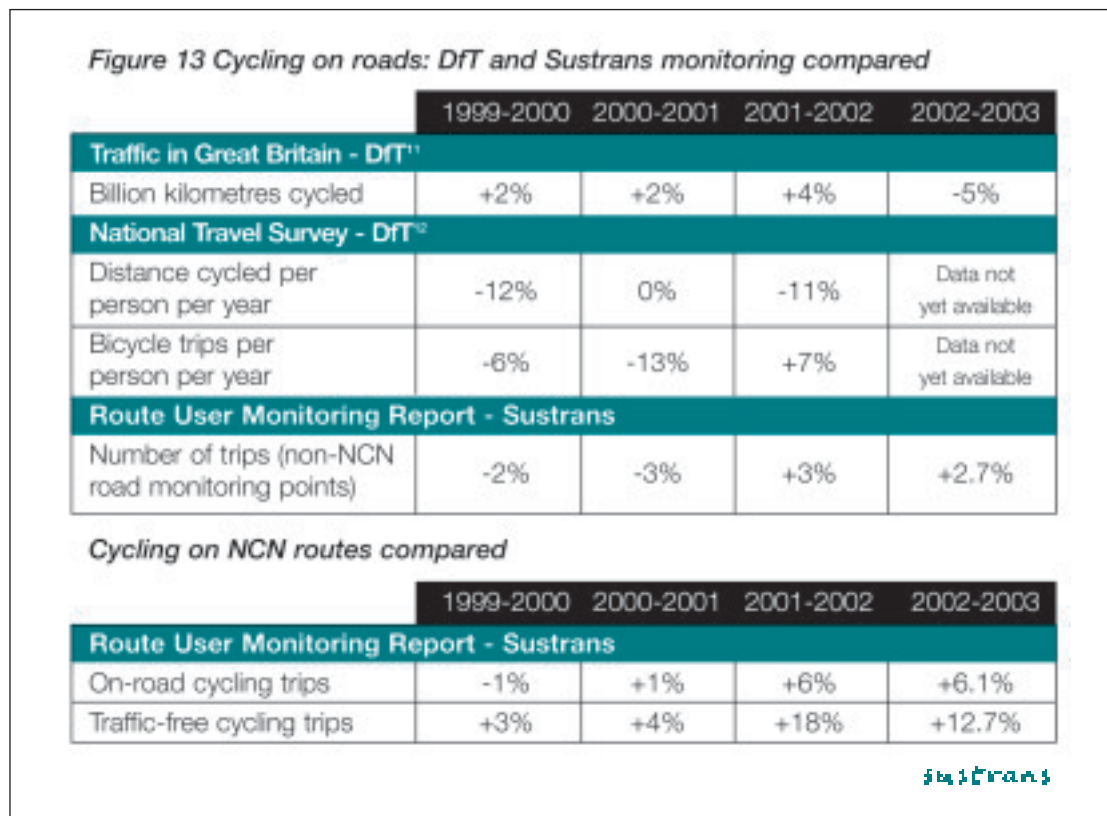 Figure 13 Cycling on roads: DfT and Sustrans monitoring compared
1999-2000 2000-2001 2001-2002 2002-2003
Traffic in Great Britain - DfT¹¹
Billion kilometres cycled +2% +2% +4% -5%
National Travel Survey - DfT¹²
Distance cycled per person per year -12% 0% -11% Data not yet available
Bicycle trips per person per year -6% -13% +7% Data not yet available
Route User Monitoring Report - Sustrans
Number of trips (non-NCN road monitoring points) -2% -3% +3% +2.7%
Cycling on NCN routes compared
1999-2000 2000-2001 2001-2002 2002-2003
Route User Monitoring Report - Sustrans
On-road cycling trips -1% +1% +6% +6.1%
Traffic-free cycling trips +3% +4% +18% +12.7%
sustrans